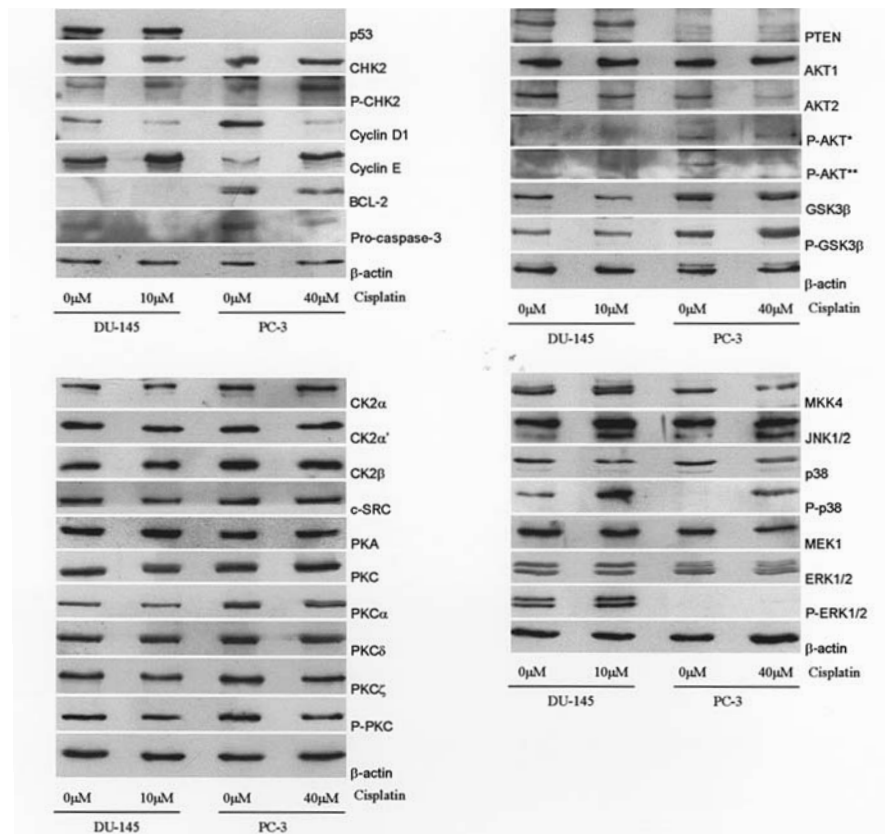 p53
CHK2
P-CHK2
Cyclin D1
Cyclin E
BCL-2
Pro-caspase-3
β-actin
0µM 10µM 0µM 40µM Cisplatin
DU-145 PC-3
PTEN
AKT1
AKT2
P-AKT*
P-AKT**
GSK3β
P-GSK3β
β-actin
0µM 10µM 0µM 40µM Cisplatin
DU-145 PC-3
CK2α
CK2α'
CK2β
c-SRC
PKA
PKC
PKCα
PKCδ
PKCζ
P-PKC
β-actin
0µM 10µM 0µM 40µM Cisplatin
DU-145 PC-3
MKK4
JNK1/2
p38
P-p38
MEK1
ERK1/2
P-ERK1/2
β-actin
0µM 10µM 0µM 40µM Cisplatin
DU-145 PC-3